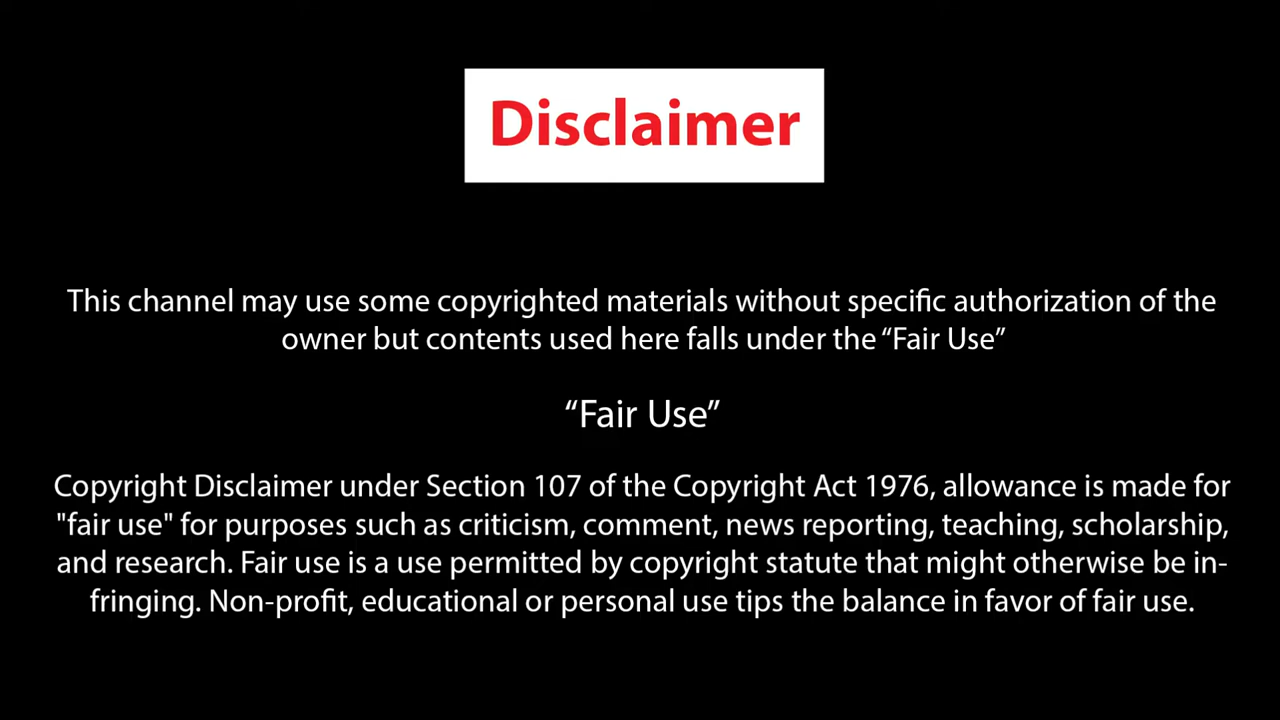 Disclaimer
This channel may use some copyrighted materials without specific authorization of the
owner but contents used here falls under the “Fair Use”
“Fair Use”
Copyright Disclaimer under Section 107 of the Copyright Act 1976, allowance is made for
"fair use" for purposes such as criticism, comment, news reporting, teaching, scholarship,
and research. Fair use is a use permitted by copyright statute that might otherwise be in-
fringing. Non-profit, educational or personal use tips the balance in favor of fair use.